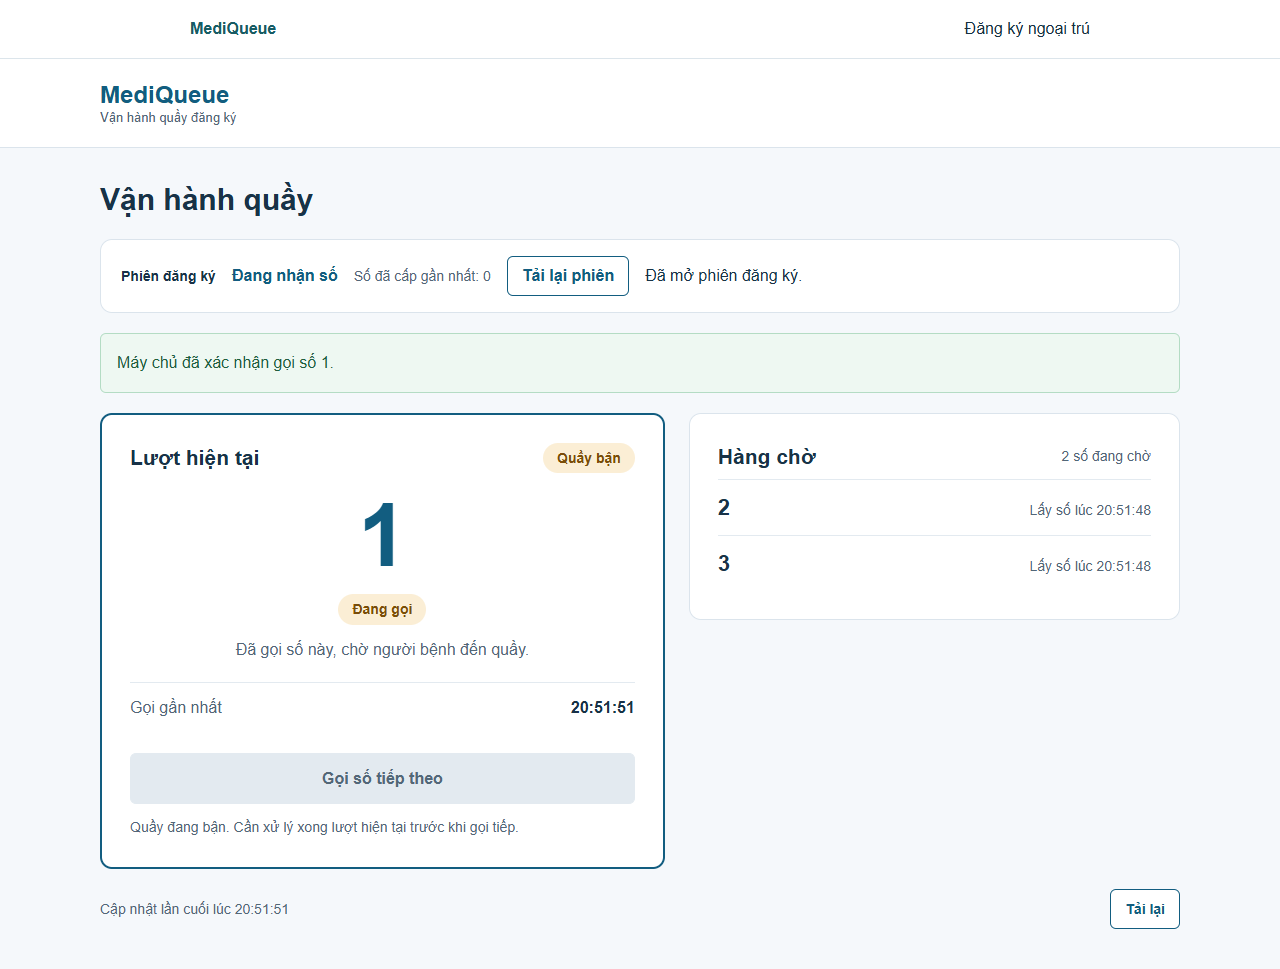 MediQueue
Đăng ký ngoại trú
MediQueue
Vận hành quầy đăng ký
Vận hành quầy
Phiên đăng ký Đang nhận số Số đã cấp gần nhất: 0 Tải lại phiên Đã mở phiên đăng ký.
Máy chủ đã xác nhận gọi số 1.
Lượt hiện tại
Quầy bận
1
Đang gọi
Đã gọi số này, chờ người bệnh đến quầy.
Gọi gần nhất 20:51:51
Gọi số tiếp theo
Quầy đang bận. Cần xử lý xong lượt hiện tại trước khi gọi tiếp.
Hàng chờ
2 số đang chờ
2 Lấy số lúc 20:51:48
3 Lấy số lúc 20:51:48
Cập nhật lần cuối lúc 20:51:51
Tải lại